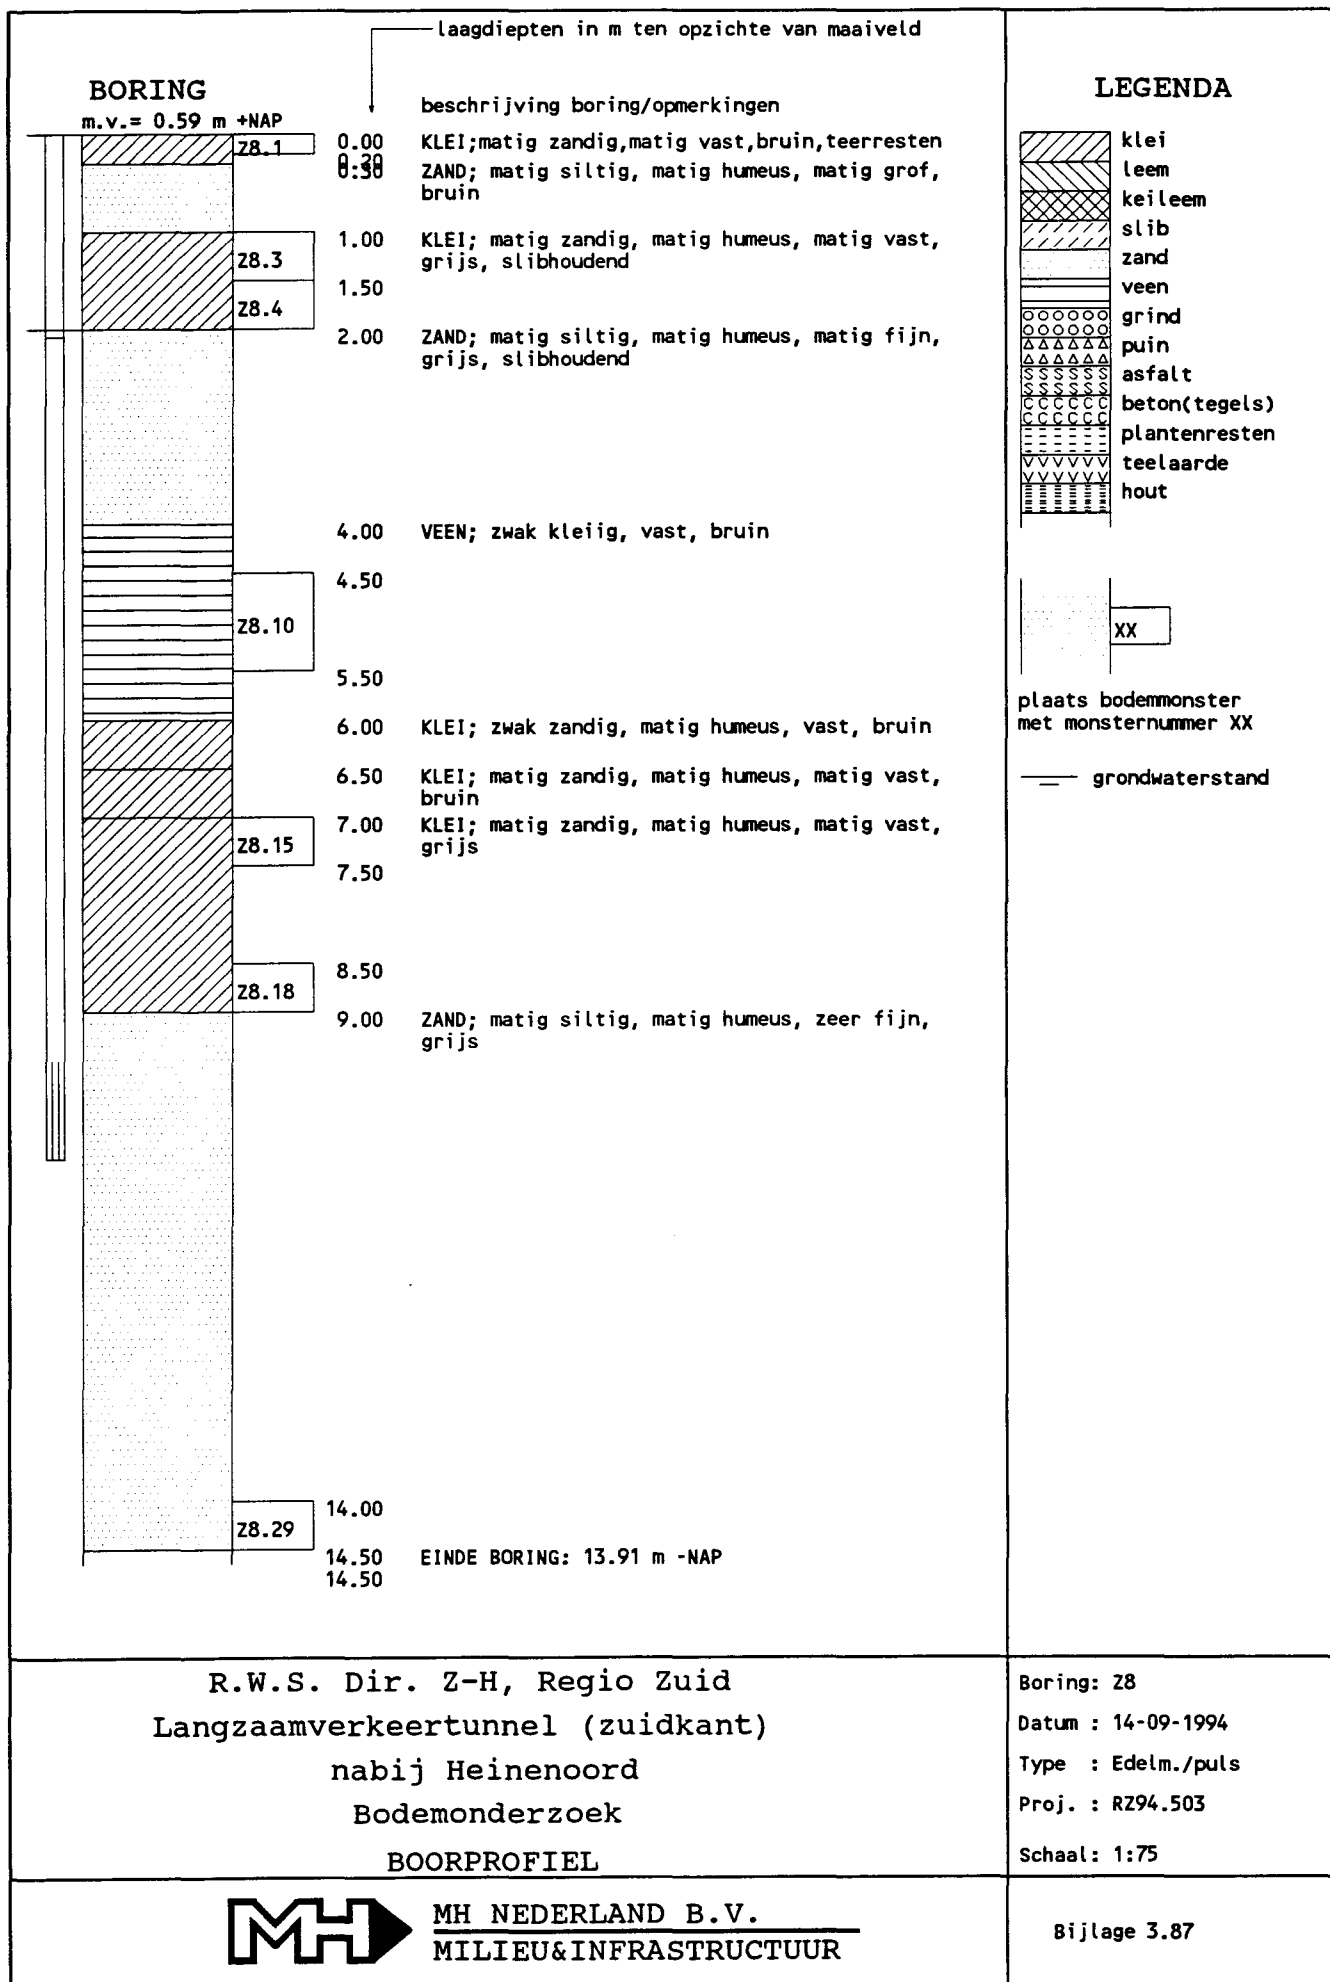 laagdiepten in m ten opzichte van maaiveld
BORING
m.v.= 0.59 m +NAP
beschrijving boring/opmerkingen
Z8.1
0.00 KLEI;matig zandig,matig vast,bruin,teerresten
0.20
0.30 ZAND; matig siltig, matig humeus, matig grof,
bruin
1.00 KLEI; matig zandig, matig humeus, matig vast,
grijs, slibhoudend
Z8.3
1.50
Z8.4
2.00 ZAND; matig siltig, matig humeus, matig fijn,
grijs, slibhoudend
4.00 VEEN; zwak kleiig, vast, bruin
4.50
Z8.10
5.50
6.00 KLEI; zwak zandig, matig humeus, vast, bruin
6.50 KLEI; matig zandig, matig humeus, matig vast,
bruin
7.00 KLEI; matig zandig, matig humeus, matig vast,
grijs
Z8.15
7.50
8.50
Z8.18
9.00 ZAND; matig siltig, matig humeus, zeer fijn,
grijs
14.00
Z8.29
14.50 EINDE BORING: 13.91 m -NAP
14.50
LEGENDA
klei
leem
keileem
slib
zand
veen
grind
puin
asfalt
beton(tegels)
plantenresten
teelaarde
hout
XX
plaats bodemmonster
met monsternummer XX
grondwaterstand
R.W.S. Dir. Z-H, Regio Zuid
Langzaamverkeertunnel (zuidkant)
nabij Heinenoord
Bodemonderzoek
BOORPROFIEL
Boring: Z8
Datum : 14-09-1994
Type : Edelm./puls
Proj. : RZ94.503
Schaal: 1:75
MH
MH NEDERLAND B.V.
MILIEU&INFRASTRUCTUUR
Bijlage 3.87